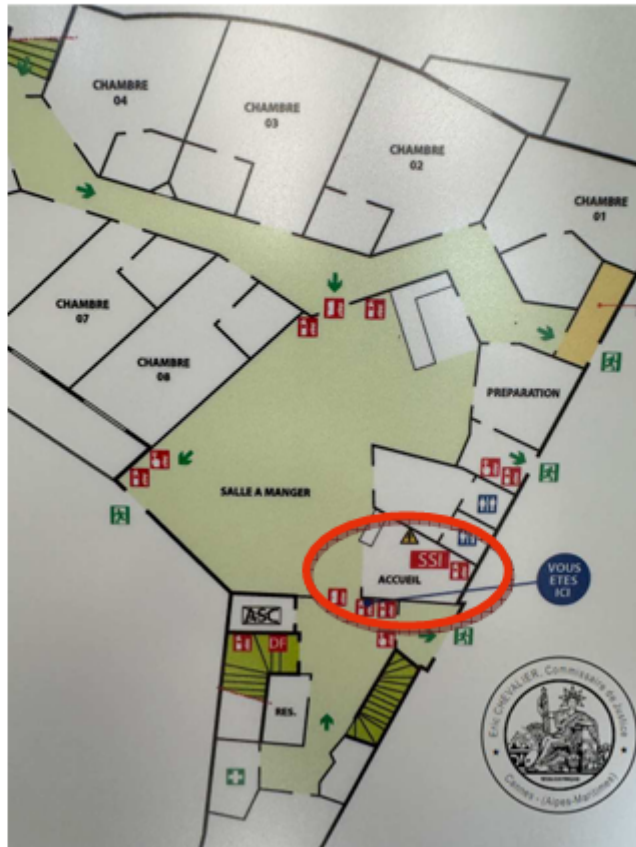 CHAMBRE
04
CHAMBRE
03
CHAMBRE
02
CHAMBRE
01
CHAMBRE
07
CHAMBRE
08
PREPARATION
SALLE A MANGER
SSI
ACCUEIL
VOUS
ETES
ICI
ASC
DF
RES.
Eric CHEVALIER, Commissaire de Justice
Cannes - (Alpes-Maritimes)